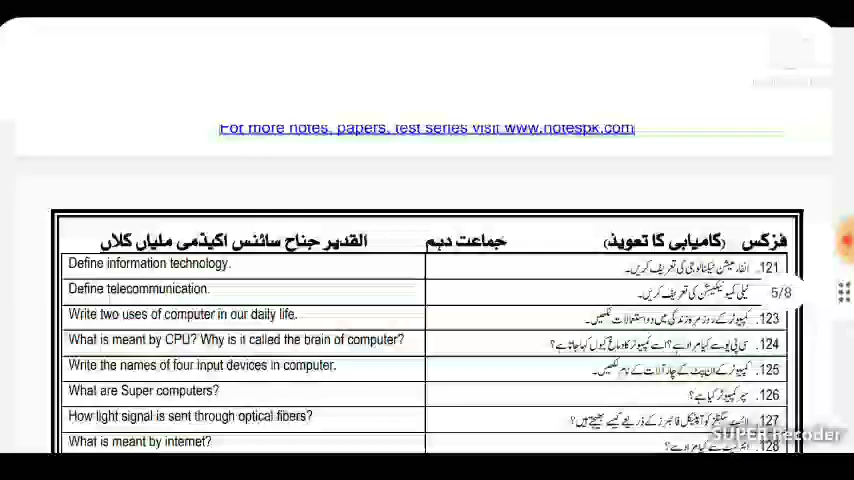 For more notes, papers, test series visit www.notespk.com
فزکس (کامیابی کا تعویذ) جماعت دہم القدیر جناح سائنس اکیڈمی ملیاں کلاں
Define information technology. انفارمیشن ٹیکنالوجی کی تعریف کریں۔ .121
Define telecommunication. ٹیلی کمیونیکیشن کی تعریف کریں۔
5/8
Write two uses of computer in our daily life. کمپیوٹر کے روزمرہ زندگی میں دو استعمالات لکھیں۔ .123
What is meant by CPU? Why is it called the brain of computer? سی پی یو سے کیا مراد ہے؟ اسے کمپیوٹر کا دماغ کیوں کہا جاتا ہے؟ .124
Write the names of four input devices in computer. کمپیوٹر کے ان پٹ کے چار آلات کے نام لکھیں۔ .125
What are Super computers? سپر کمپیوٹر کیا ہے؟ .126
How light signal is sent through optical fibers? لائیٹ سگنلز کو آپٹیکل فائبرز کے ذریعے کیسے بھیجتے ہیں؟ .127
What is meant by internet? انٹرنیٹ سے کیا مراد ہے؟ .128
SUPER Recorder